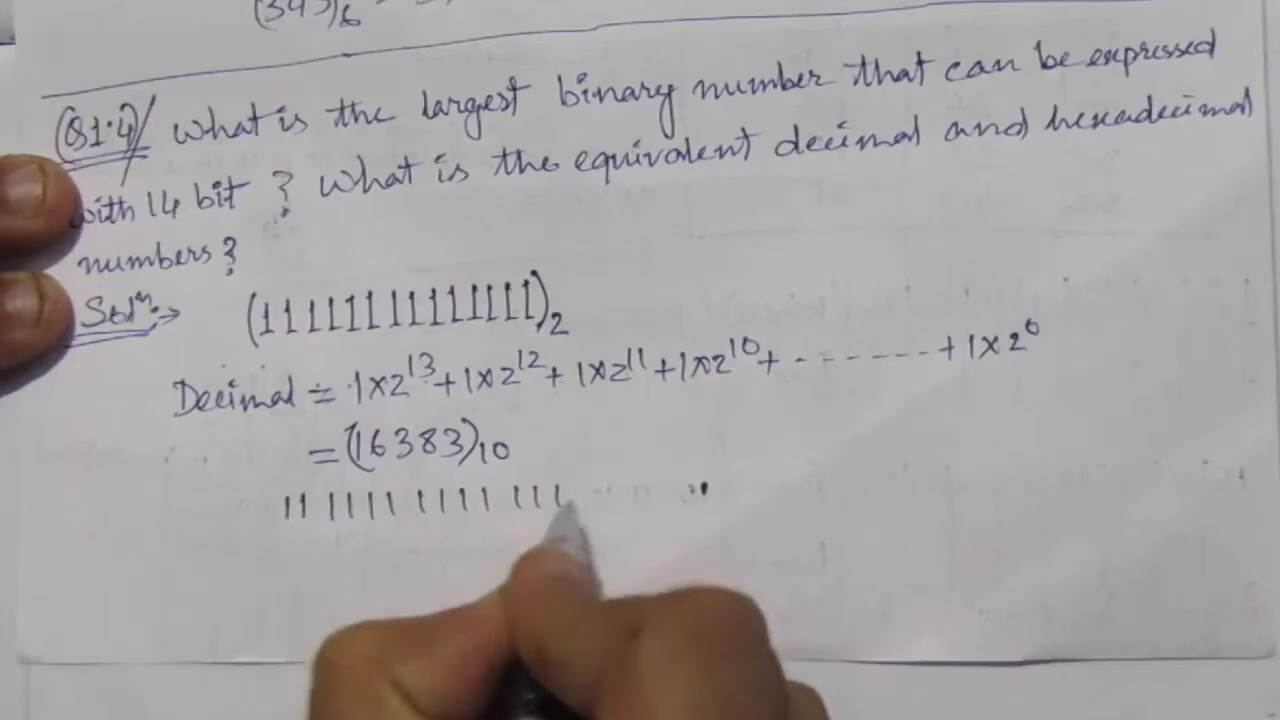 (345)6
(Q1.4)/ What is the largest binary number that can be expressed
with 14 bit ? What is the equivalent decimal and hexadecimal
numbers ?
Solⁿ:→ (11111111111111)₂
Decimal = 1×2¹³+1×2¹²+1×2¹¹+1×2¹⁰+-------+1×2⁰
=(16383)₁₀
11 1111 1111 111